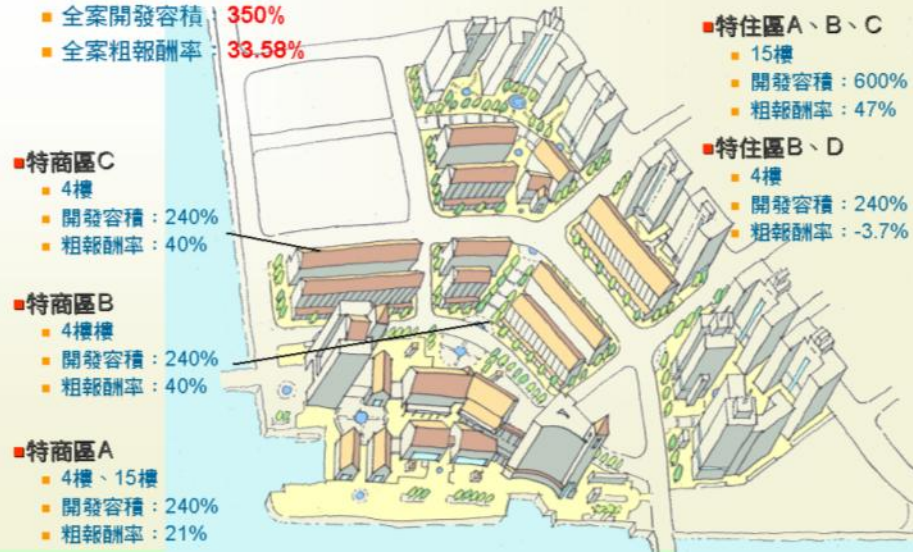 全案開發容積：350%
全案粗報酬率：33.58%
特商區C
4樓
開發容積：240%
粗報酬率：40%
特商區B
4樓樓
開發容積：240%
粗報酬率：40%
特商區A
4樓、15樓
開發容積：240%
粗報酬率：21%
特住區A、B、C
15樓
開發容積：600%
粗報酬率：47%
特住區B、D
4樓
開發容積：240%
粗報酬率：-3.7%